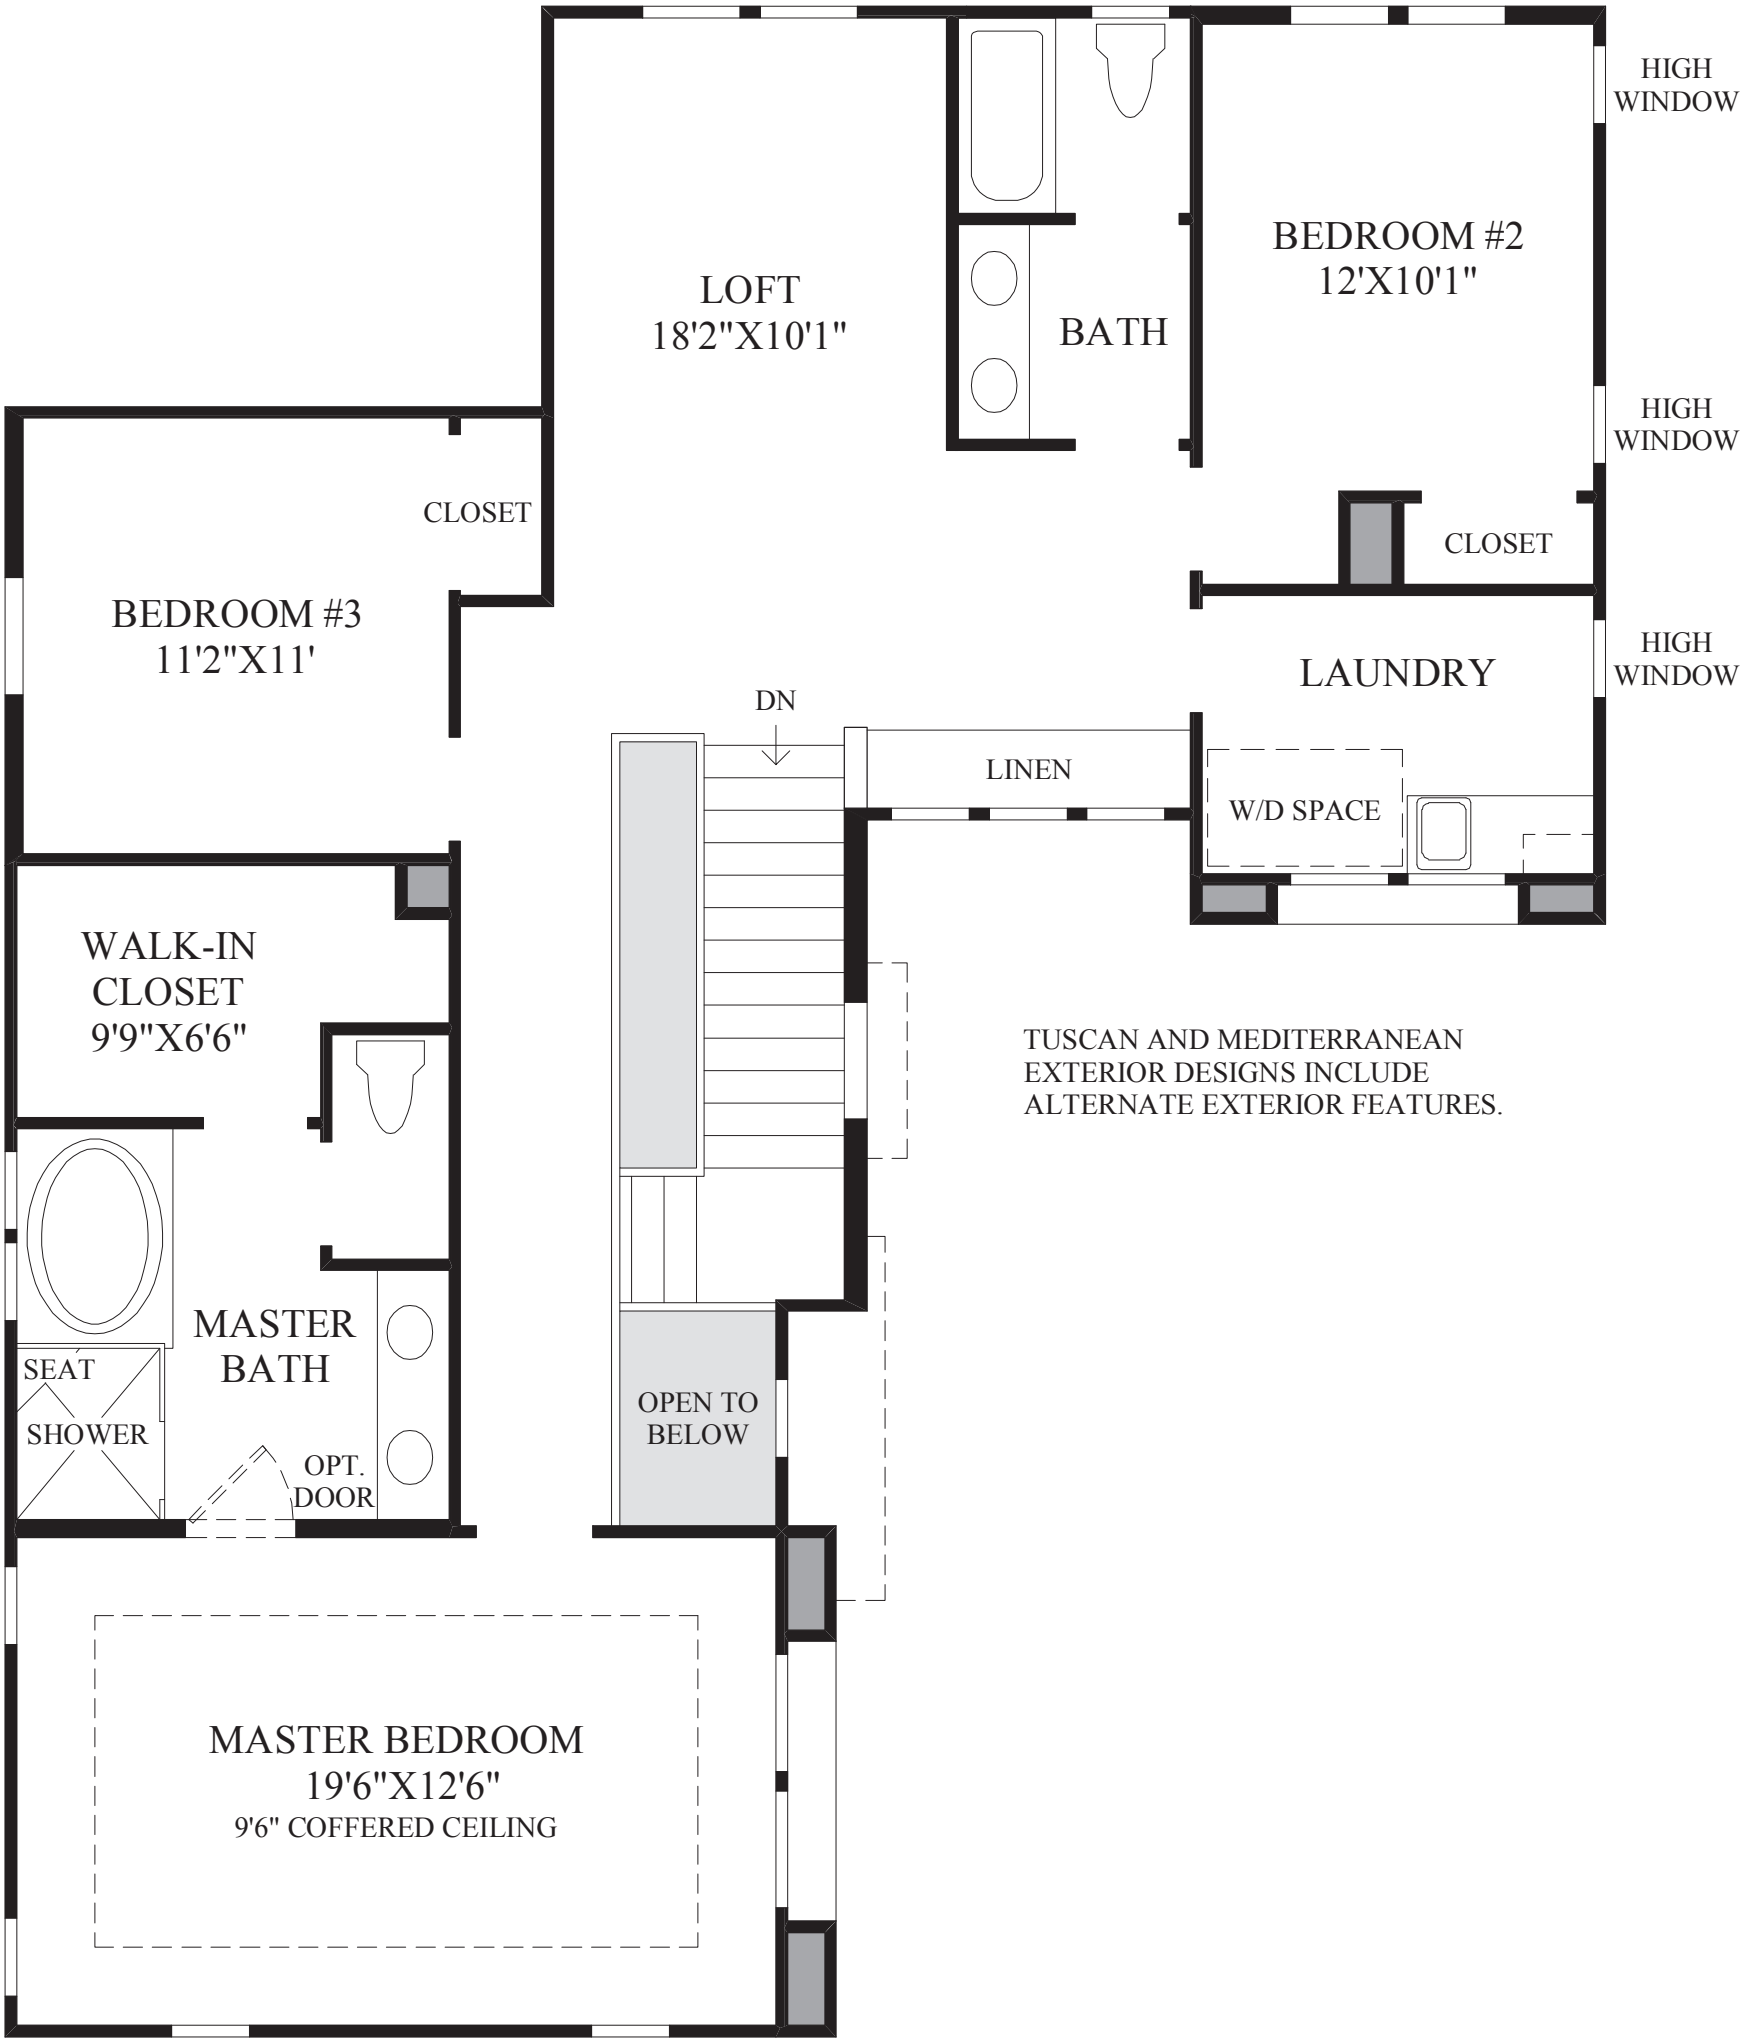 HIGH
WINDOW
BEDROOM #2
12'X10'1"
LOFT
18'2"X10'1"
BATH
HIGH
WINDOW
CLOSET
CLOSET
BEDROOM #3
11'2"X11'
HIGH
WINDOW
LAUNDRY
DN
LINEN
W/D SPACE
WALK-IN
CLOSET
9'9"X6'6"
TUSCAN AND MEDITERRANEAN
EXTERIOR DESIGNS INCLUDE
ALTERNATE EXTERIOR FEATURES.
MASTER
BATH
SEAT
SHOWER
OPEN TO
BELOW
OPT.
DOOR
MASTER BEDROOM
19'6"X12'6"
9'6" COFFERED CEILING